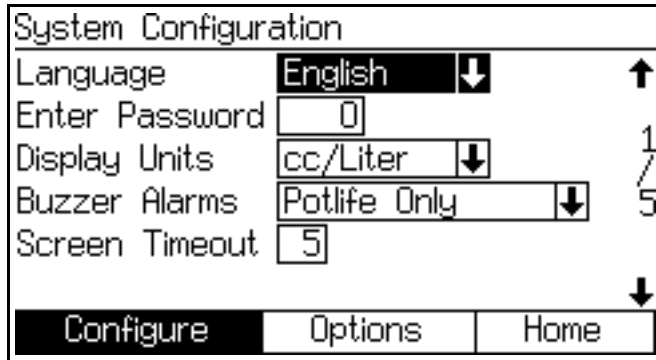 System Configuration
Language English
Enter Password 0
Display Units cc/Liter
Buzzer Alarms Potlife Only
Screen Timeout 5
1
/
5
Configure Options Home